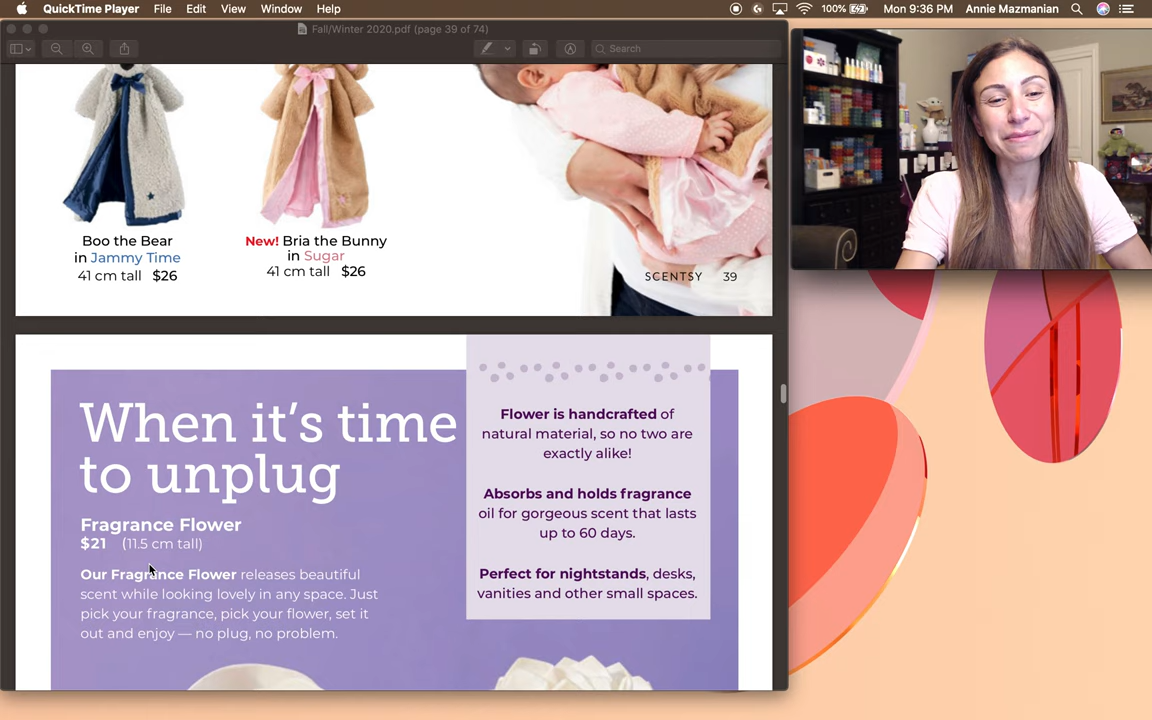 QuickTime Player File Edit View Window Help 100% Mon 9:36 PM Annie Mazmanian
Fall/Winter 2020.pdf (page 39 of 74)
Search
Boo the Bear
in Jammy Time
41 cm tall $26
New! Bria the Bunny
in Sugar
41 cm tall $26
SCENTSY 39
When it's time
to unplug
Fragrance Flower
$21 (11.5 cm tall)
Our Fragrance Flower releases beautiful
scent while looking lovely in any space. Just
pick your fragrance, pick your flower, set it
out and enjoy — no plug, no problem.
Flower is handcrafted of
natural material, so no two are
exactly alike!
Absorbs and holds fragrance
oil for gorgeous scent that lasts
up to 60 days.
Perfect for nightstands, desks,
vanities and other small spaces.